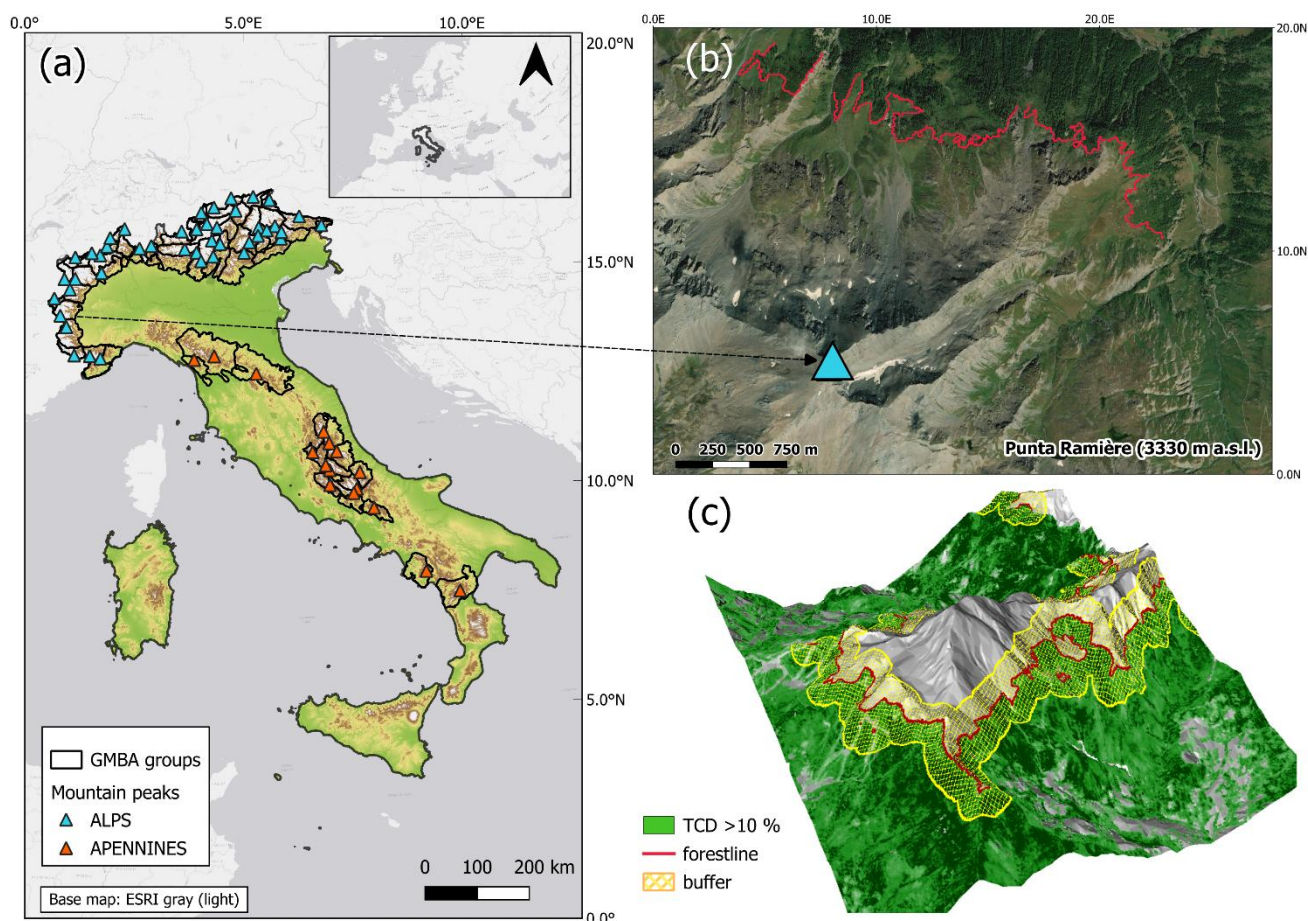 0.0°E 5.0°E 10.0°E
20.0°N
15.0°N
10.0°N
5.0°N
0.0°
(a)
GMBA groups
Mountain peaks
ALPS
APENNINES
Base map: ESRI gray (light)
0 100 200 km
0.0E 10.0E 20.0E
20.0N
10.0N
0.0N
(b)
0 250 500 750 m
Punta Ramière (3330 m a.s.l.)
(c)
TCD >10 %
forestline
buffer